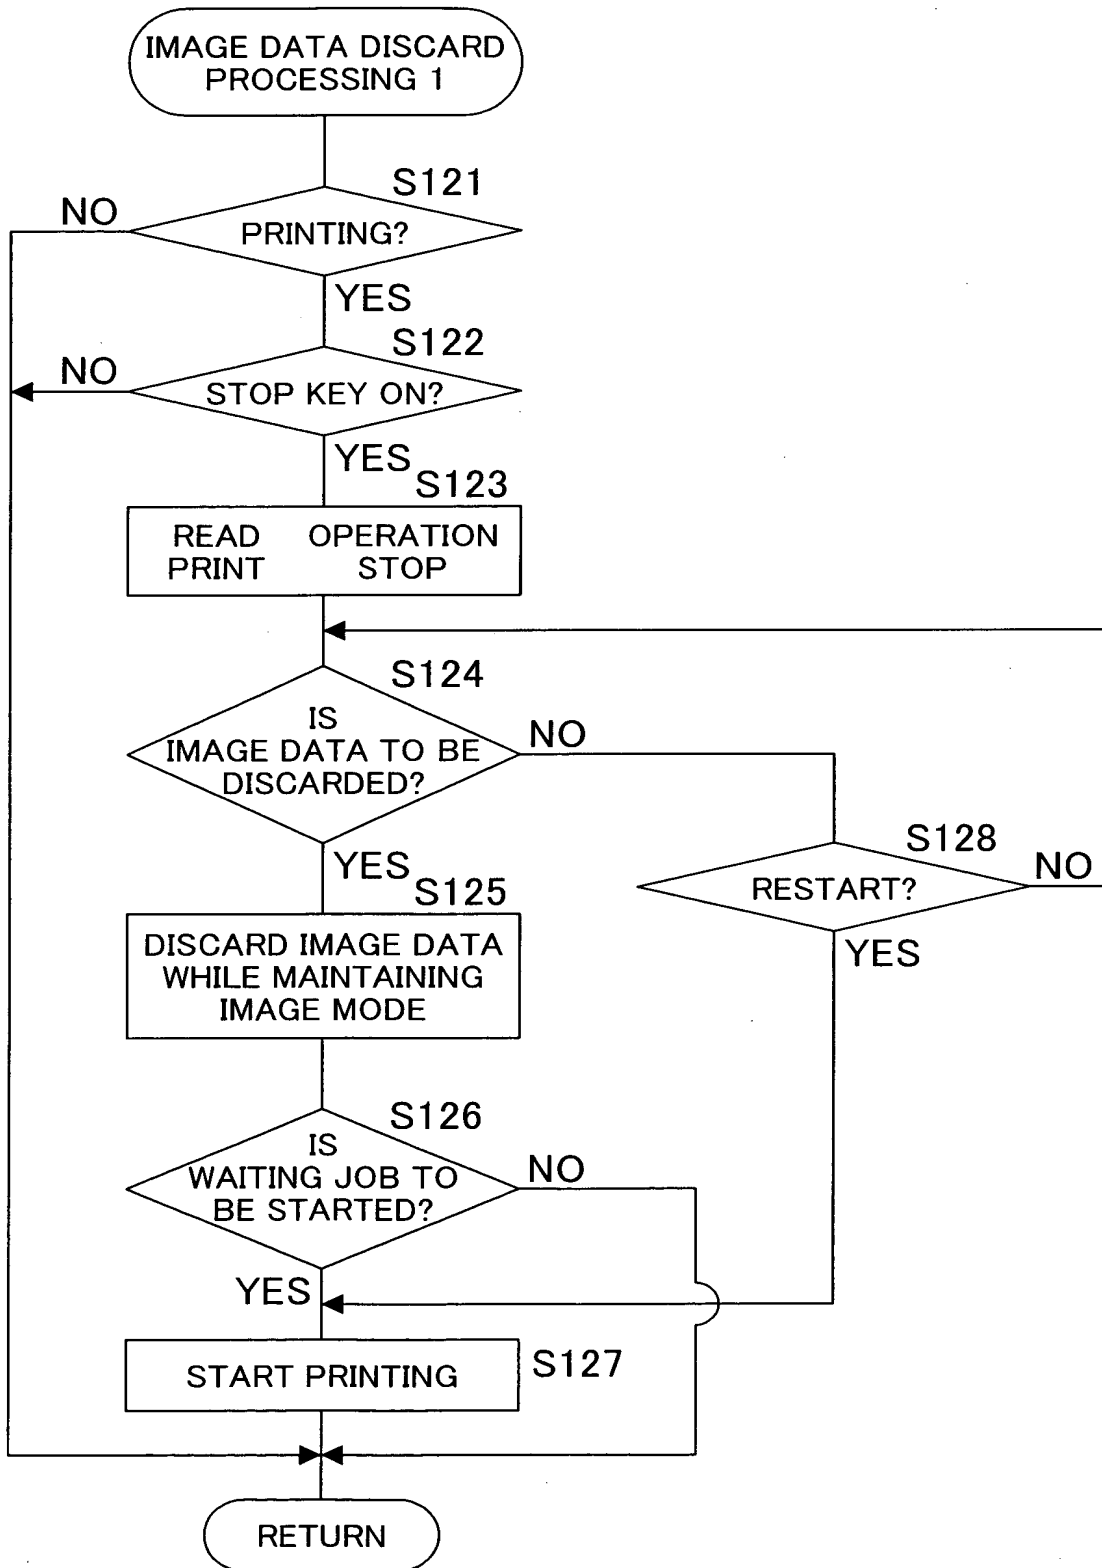 IMAGE DATA DISCARD
PROCESSING 1
S121
NO
PRINTING?
YES
S122
NO
STOP KEY ON?
YES
S123
READ OPERATION
PRINT STOP
S124
IS
IMAGE DATA TO BE
DISCARDED?
NO
YES
S128
RESTART?
NO
YES
S125
DISCARD IMAGE DATA
WHILE MAINTAINING
IMAGE MODE
S126
IS
WAITING JOB TO
BE STARTED?
NO
YES
START PRINTING
S127
RETURN